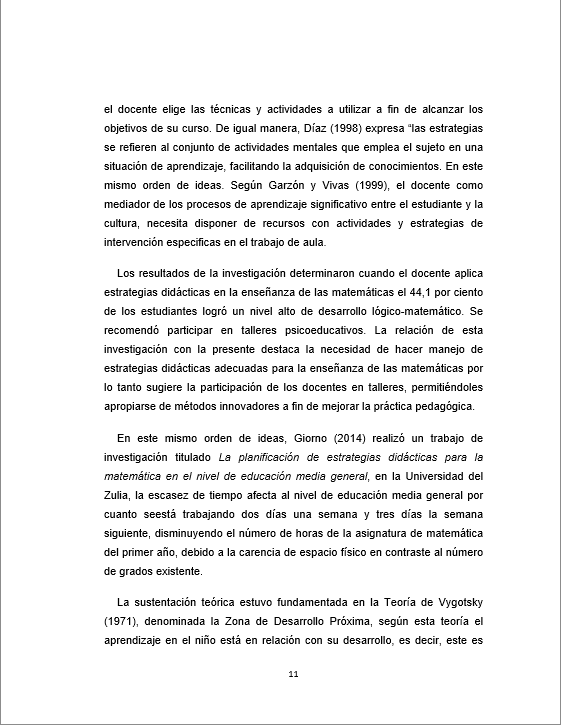 el docente elige las técnicas y actividades a utilizar a fin de alcanzar los
objetivos de su curso. De igual manera, Díaz (1998) expresa “las estrategias
se refieren al conjunto de actividades mentales que emplea el sujeto en una
situación de aprendizaje, facilitando la adquisición de conocimientos. En este
mismo orden de ideas. Según Garzón y Vivas (1999), el docente como
mediador de los procesos de aprendizaje significativo entre el estudiante y la
cultura, necesita disponer de recursos con actividades y estrategias de
intervención especificas en el trabajo de aula.
Los resultados de la investigación determinaron cuando el docente aplica
estrategias didácticas en la enseñanza de las matemáticas el 44,1 por ciento
de los estudiantes logró un nivel alto de desarrollo lógico-matemático. Se
recomendó participar en talleres psicoeducativos. La relación de esta
investigación con la presente destaca la necesidad de hacer manejo de
estrategias didácticas adecuadas para la enseñanza de las matemáticas por
lo tanto sugiere la participación de los docentes en talleres, permitiéndoles
apropiarse de métodos innovadores a fin de mejorar la práctica pedagógica.
En este mismo orden de ideas, Giorno (2014) realizó un trabajo de
investigación titulado La planificación de estrategias didácticas para la
matemática en el nivel de educación media general, en la Universidad del
Zulia, la escasez de tiempo afecta al nivel de educación media general por
cuanto seestá trabajando dos días una semana y tres días la semana
siguiente, disminuyendo el número de horas de la asignatura de matemática
del primer año, debido a la carencia de espacio físico en contraste al número
de grados existente.
La sustentación teórica estuvo fundamentada en la Teoría de Vygotsky
(1971), denominada la Zona de Desarrollo Próxima, según esta teoría el
aprendizaje en el niño está en relación con su desarrollo, es decir, este es
11